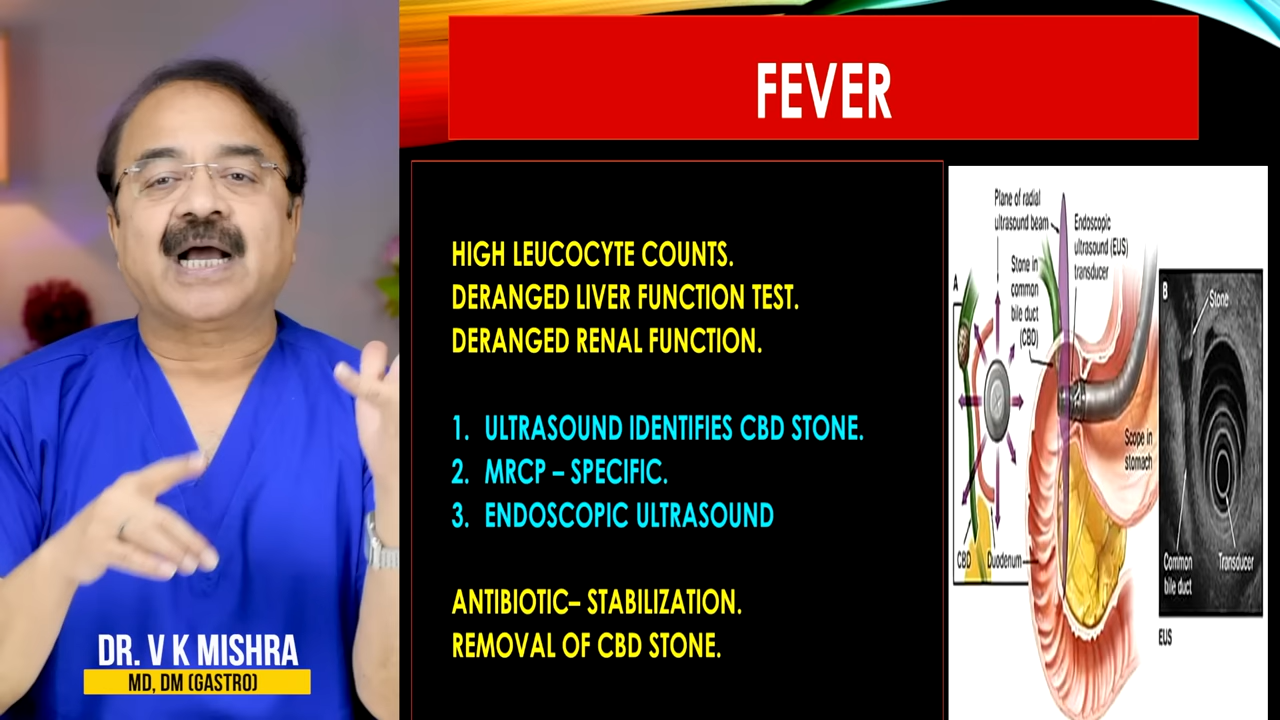 FEVER
HIGH LEUCOCYTE COUNTS.
DERANGED LIVER FUNCTION TEST.
DERANGED RENAL FUNCTION.
1. ULTRASOUND IDENTIFIES CBD STONE.
2. MRCP – SPECIFIC.
3. ENDOSCOPIC ULTRASOUND
ANTIBIOTIC– STABILIZATION.
REMOVAL OF CBD STONE.
Plane of radial
ultrasound beam
Endoscopic
ultrasound (EUS)
transducer
Stone in
common
bile duct
(CBD)
A
Scope in
stomach
CBD
Duodenum
B
Stone
Common
bile duct
Transducer
EUS
DR. V K MISHRA
MD, DM (GASTRO)